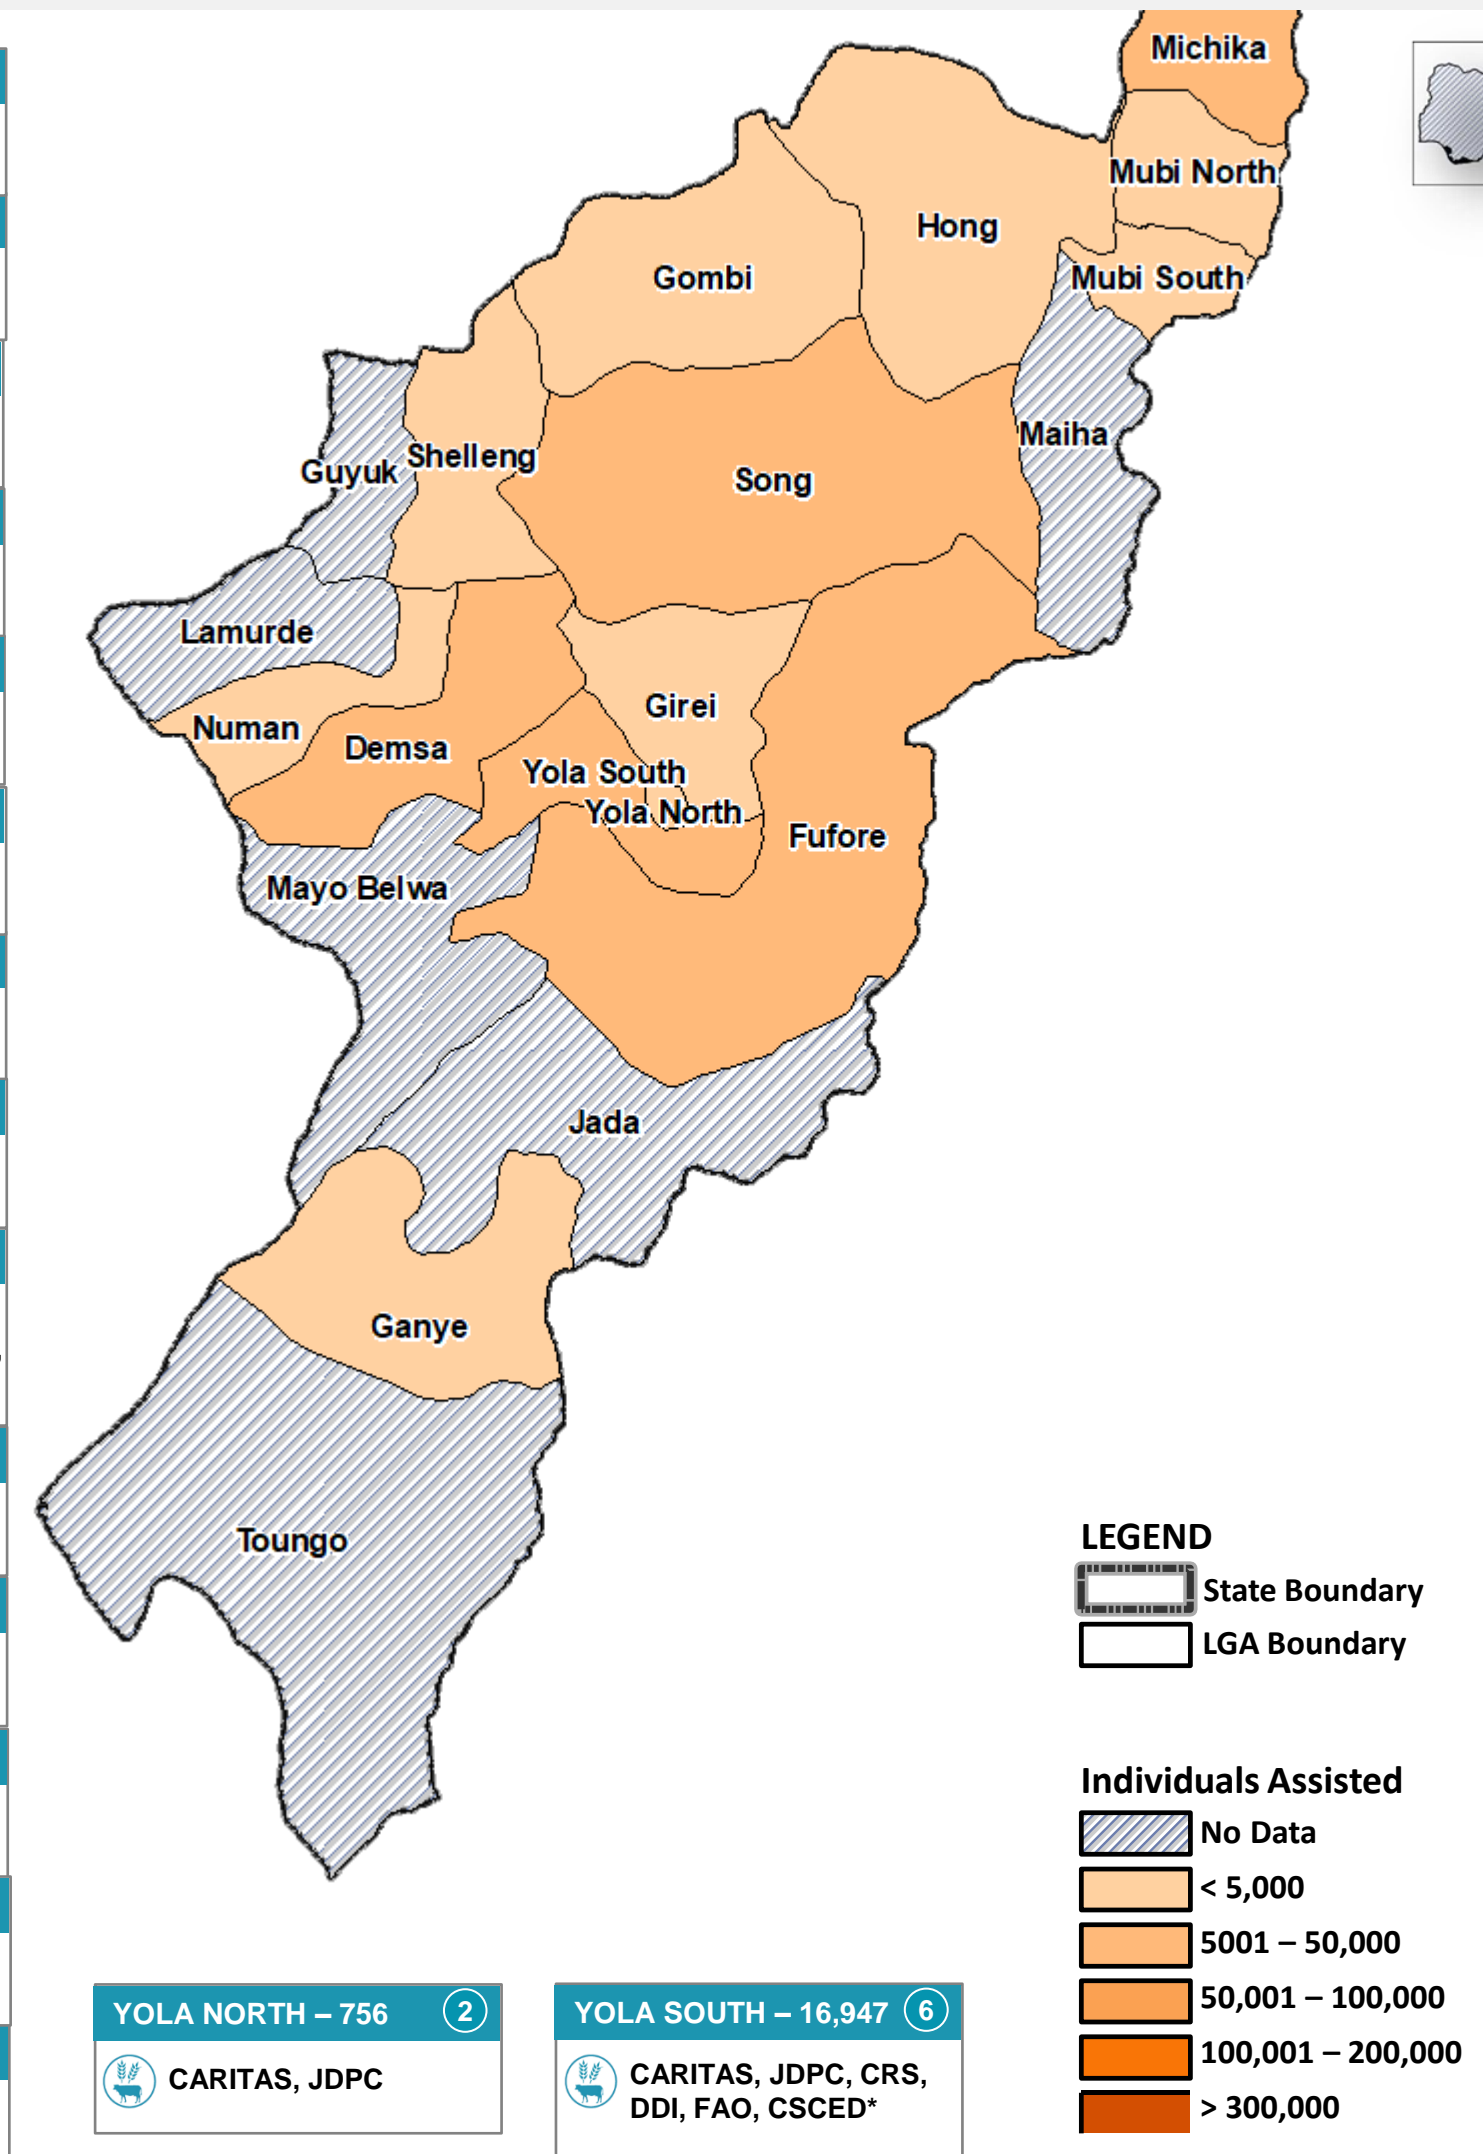 Michika
Mubi North
Hong
Gombi
Mubi South
Maiha
Shelleng
Guyuk
Song
Lamurde
Girei
Numan
Demsa
Yola South
Yola North
Fufore
Mayo Belwa
Jada
Ganye
Toungo
LEGEND
State Boundary
LGA Boundary
Individuals Assisted
No Data
< 5,000
5001 – 50,000
50,001 – 100,000
100,001 – 200,000
> 300,000
YOLA NORTH – 756 2
CARITAS, JDPC
YOLA SOUTH – 16,947 6
CARITAS, JDPC, CRS,
DDI, FAO, CSCED*